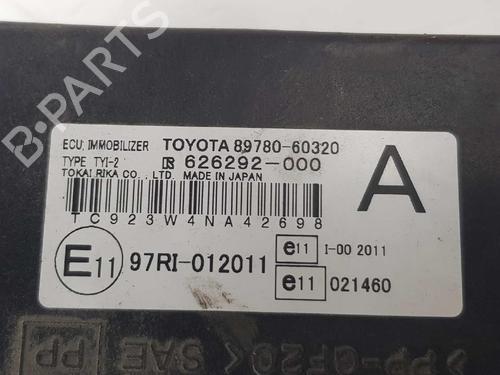 B-PARTS
ECU; IMMOBILIZER TOYOTA 89780-60320
TYPE TYI-2 626292-000
TOKAI RIKA CO., LTD. MADE IN JAPAN
TC923W4NA42698
A
E11 97RI-012011
e11 I-00 2011
e11 021460
PP SAE >PP-GF20<